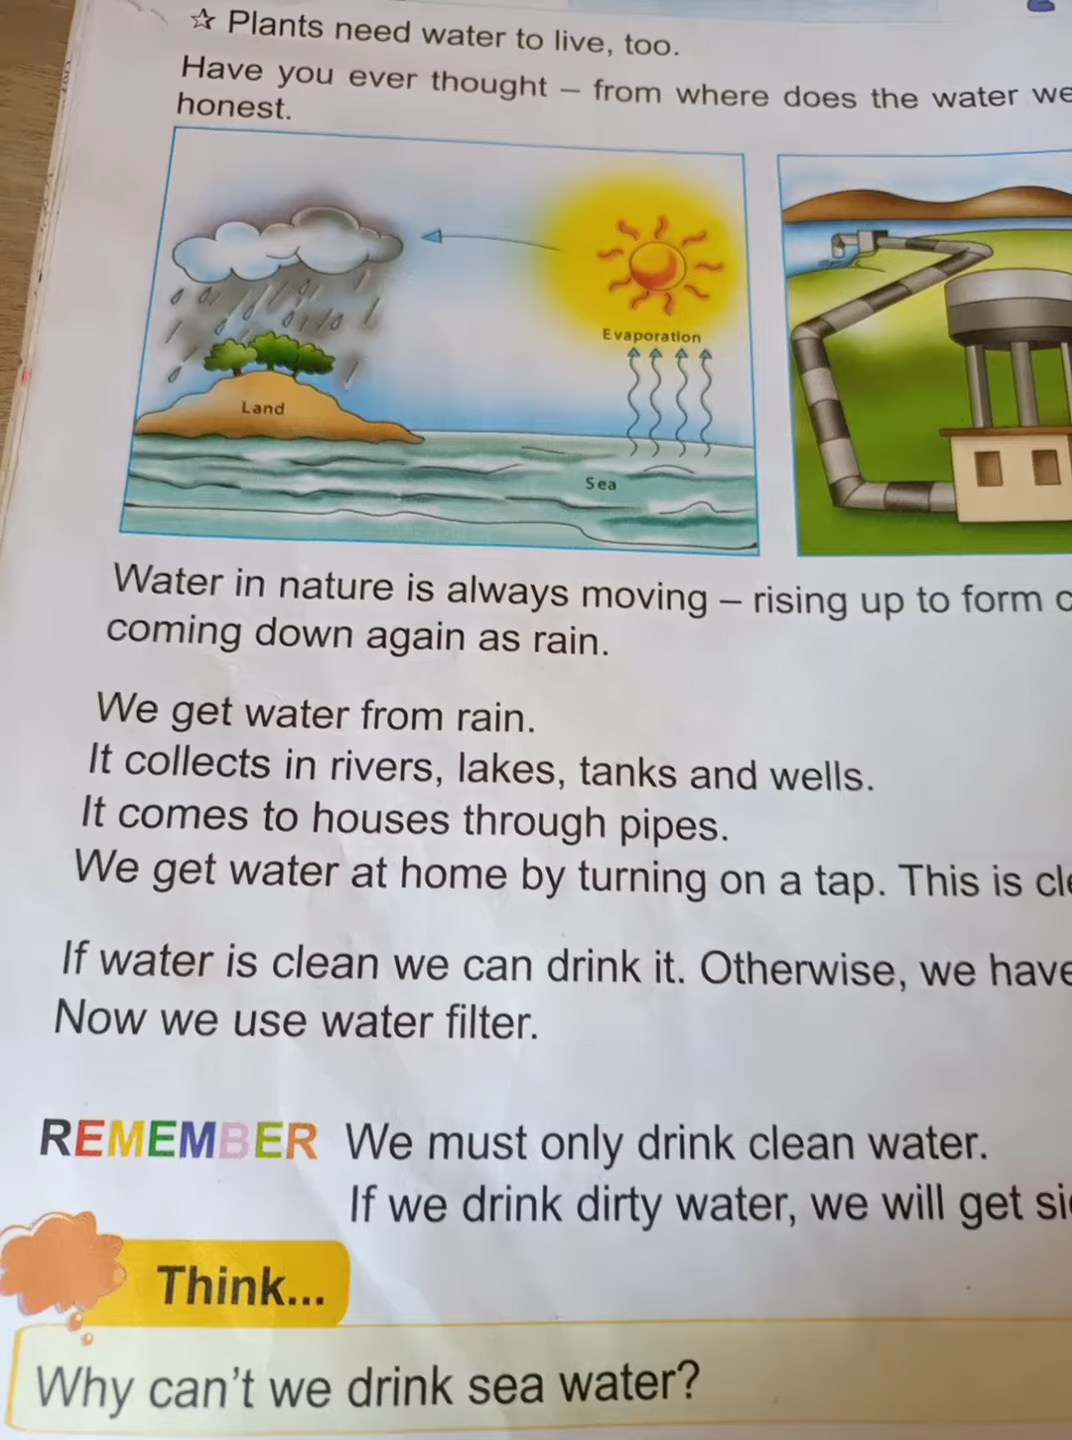 ☆ Plants need water to live, too.
Have you ever thought – from where does the water we
honest.
Evaporation
Land
Sea
Water in nature is always moving – rising up to form
coming down again as rain.
We get water from rain.
It collects in rivers, lakes, tanks and wells.
It comes to houses through pipes.
We get water at home by turning on a tap. This is
If water is clean we can drink it. Otherwise, we have
Now we use water filter.
REMEMBER We must only drink clean water.
If we drink dirty water, we will get
Think...
Why can't we drink sea water?